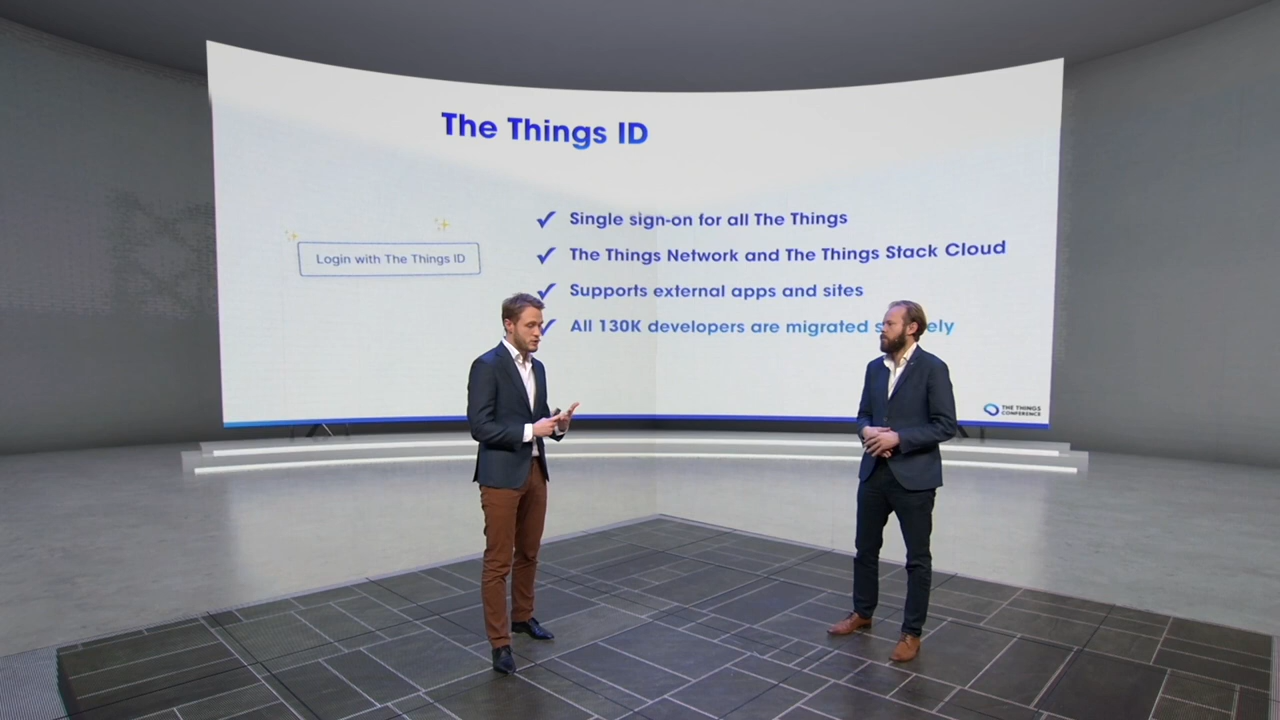 The Things ID
Single sign-on for all The Things
The Things Network and The Things Stack Cloud
Login with The Things ID
Supports external apps and sites
All 130K developers are migrated
THE THINGS
CONFERENCE